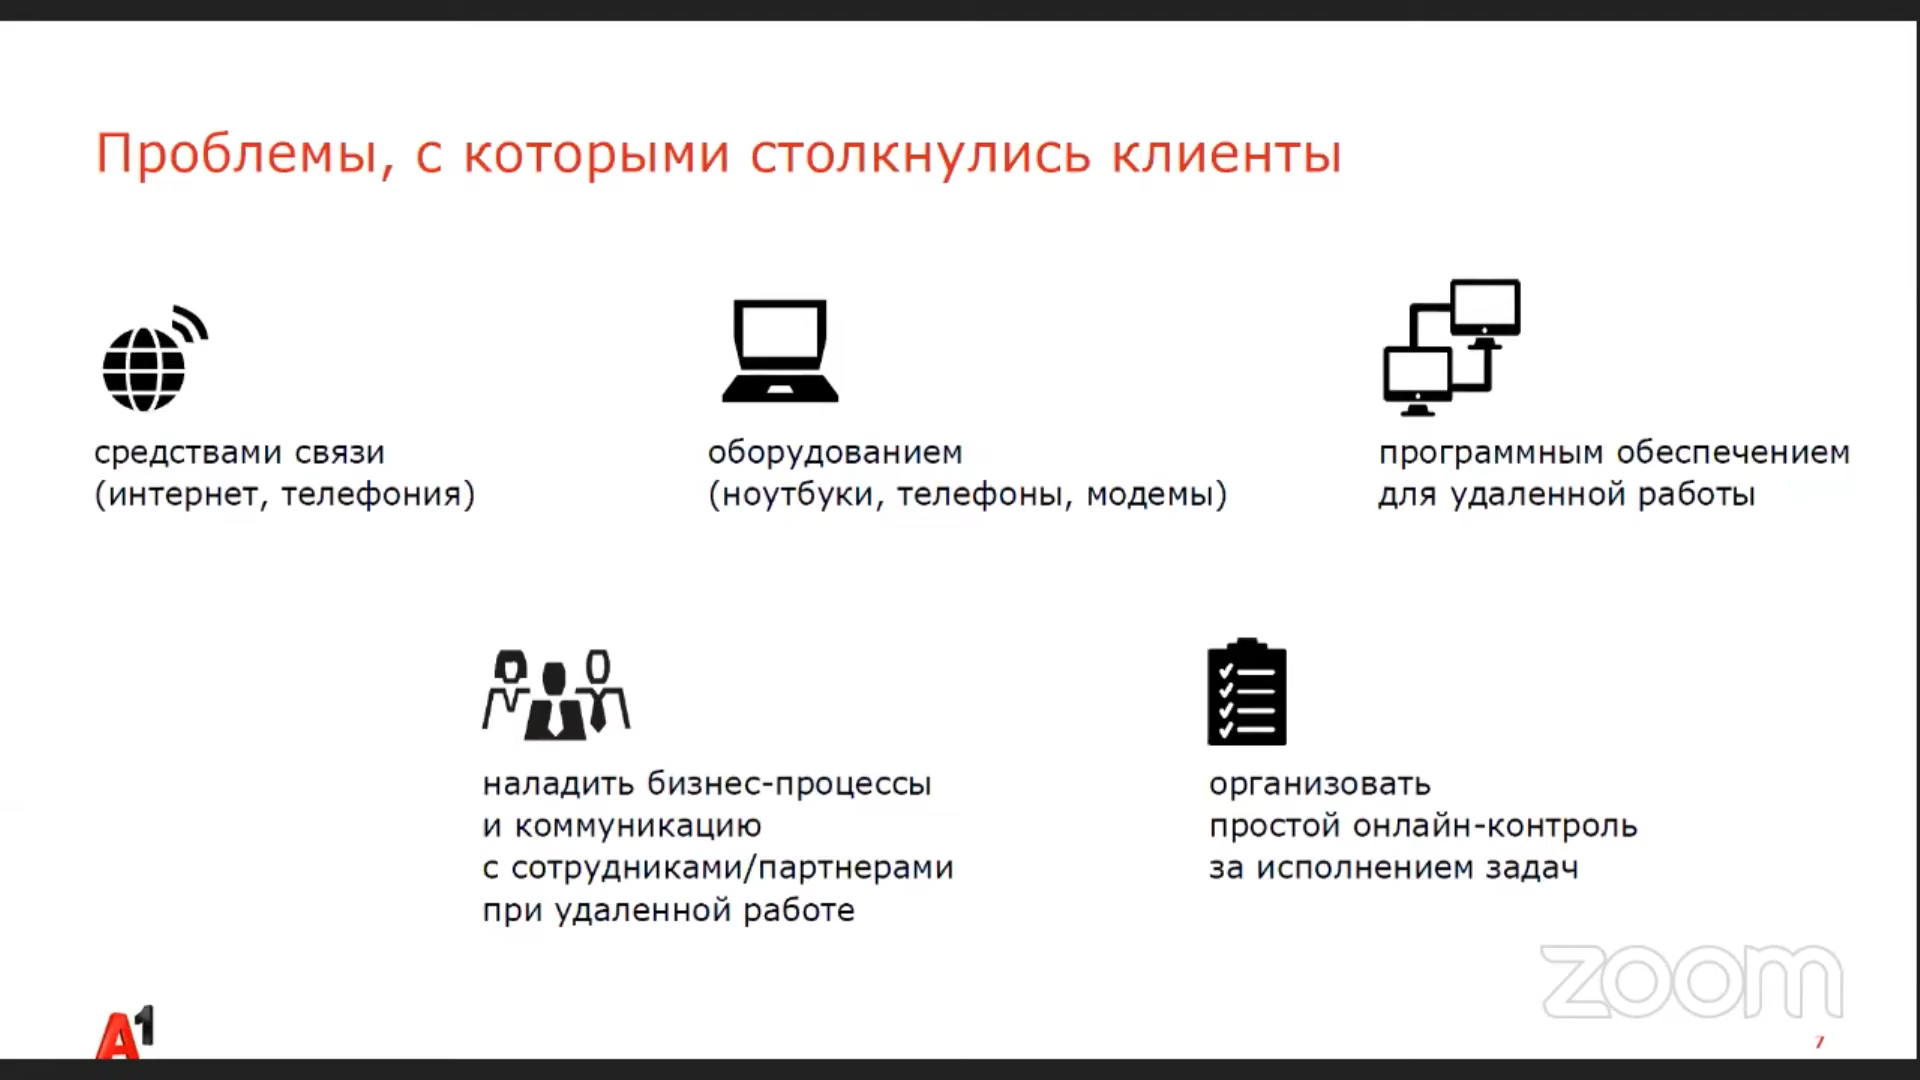 Проблемы, с которыми столкнулись клиенты
средствами связи
(интернет, телефония)
оборудованием
(ноутбуки, телефоны, модемы)
программным обеспечением
для удаленной работы
наладить бизнес-процессы
и коммуникацию
с сотрудниками/партнерами
при удаленной работе
организовать
простой онлайн-контроль
за исполнением задач
zoom
A1
7